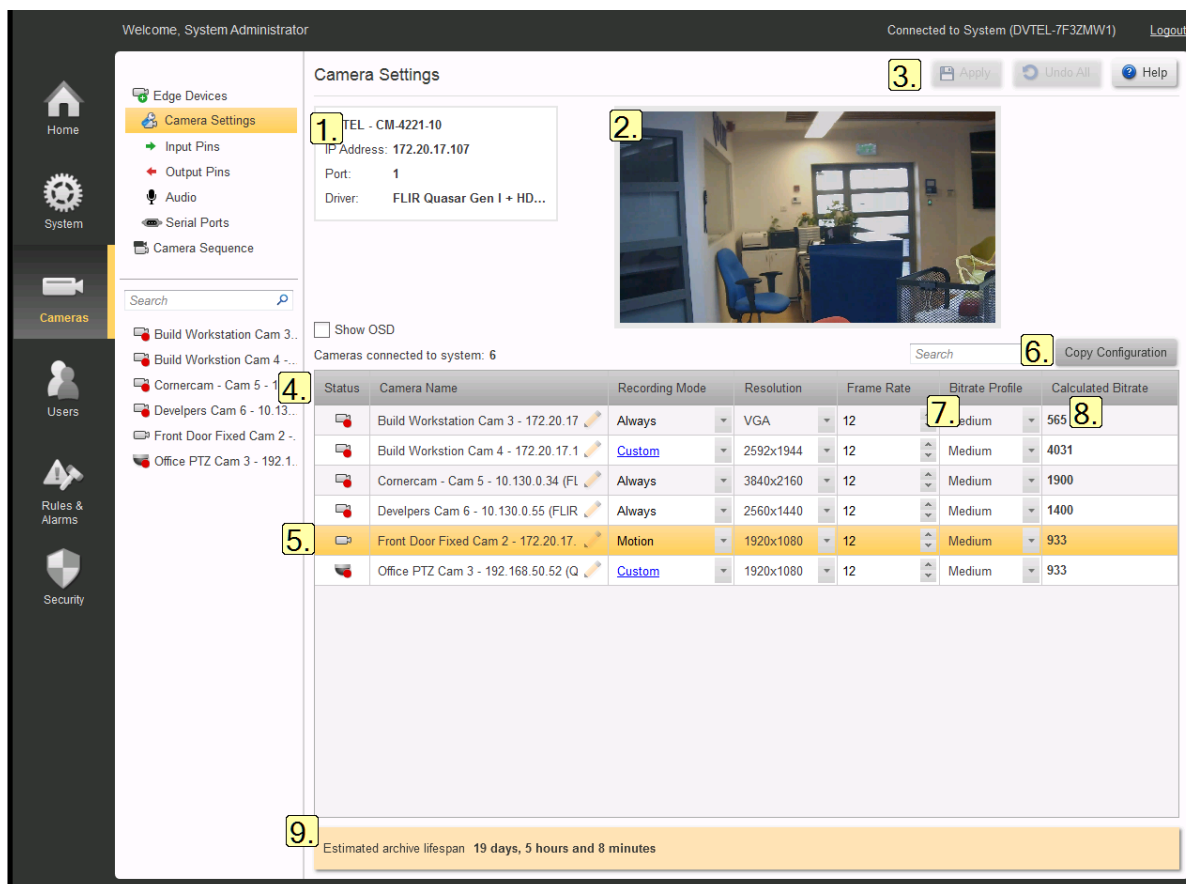 Welcome, System Administrator
Connected to System (DVTEL-7F3ZMW1)
Logout
Home
System
Cameras
Users
Rules &
Alarms
Security
Edge Devices
Camera Settings
Input Pins
Output Pins
Audio
Serial Ports
Camera Sequence
Search
Build Workstation Cam 3..
Build Workstion Cam 4 -...
Cornercam - Cam 5 - 1
Develpers Cam 6 - 10.13...
Front Door Fixed Cam 2 -.
Office PTZ Cam 3 - 192.1..
Camera Settings
3.
Apply
Undo All
Help
1.
TEL - CM-4221-10
IP Address: 172.20.17.107
Port: 1
Driver: FLIR Quasar Gen I + HD...
2.
Show OSD
Cameras connected to system: 6
Search
6.
Copy Configuration
4.
Status Camera Name Recording Mode Resolution Frame Rate Bitrate Profile Calculated Bitrate
7.
8.
Build Workstation Cam 3 - 172.20.17 Always VGA 12 edium 565
Build Workstion Cam 4 - 172.20.17.1 Custom 2592x1944 12 Medium 4031
Cornercam - Cam 5 - 10.130.0.34 (FL Always 3840x2160 12 Medium 1900
Develpers Cam 6 - 10.130.0.55 (FLIR Always 2560x1440 12 Medium 1400
5.
Front Door Fixed Cam 2 - 172.20.17. Motion 1920x1080 12 Medium 933
Office PTZ Cam 3 - 192.168.50.52 (Q Custom 1920x1080 12 Medium 933
9.
Estimated archive lifespan 19 days, 5 hours and 8 minutes